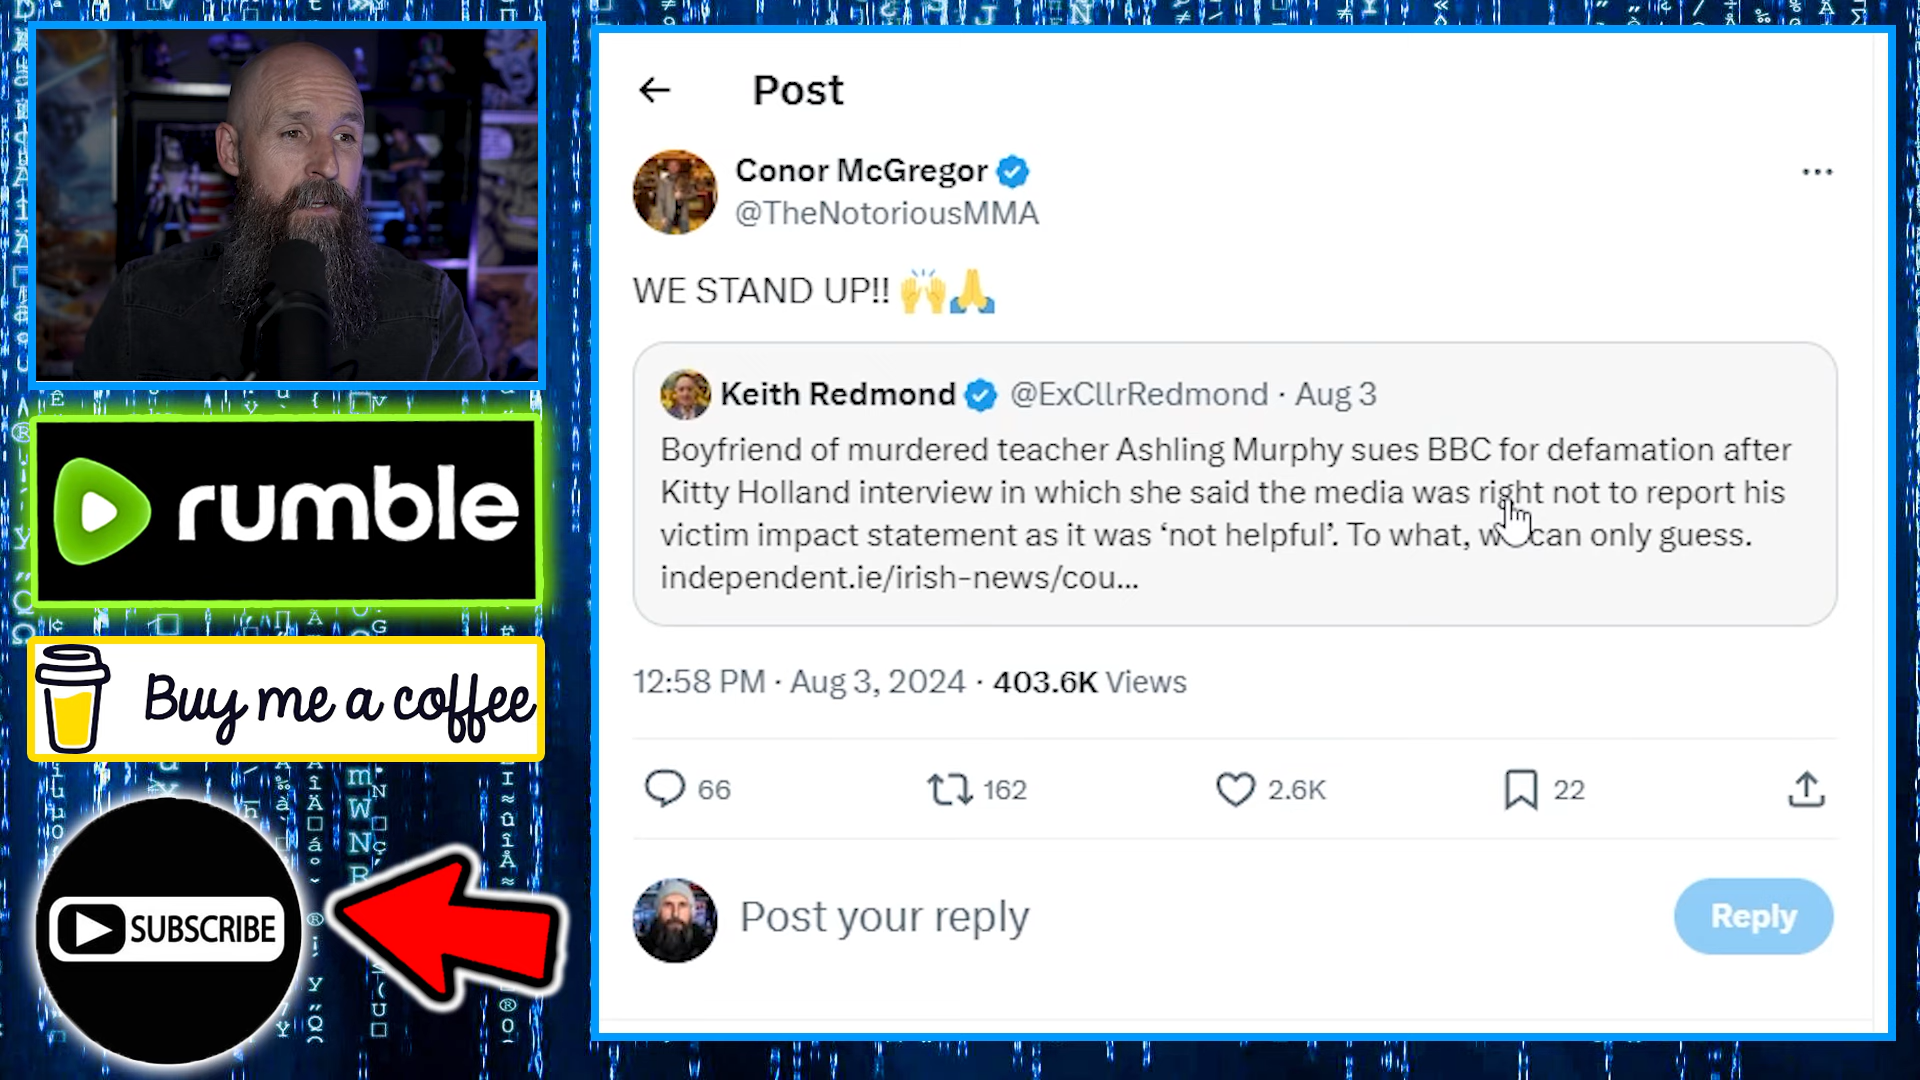 rumble
Buy me a coffee
SUBSCRIBE
← Post
Conor McGregor
@TheNotoriousMMA
WE STAND UP!! 🙌🙏
Keith Redmond @ExCllrRedmond · Aug 3
Boyfriend of murdered teacher Ashling Murphy sues BBC for defamation after
Kitty Holland interview in which she said the media was right not to report his
victim impact statement as it was ‘not helpful’. To what, we can only guess.
independent.ie/irish-news/cou...
12:58 PM · Aug 3, 2024 · 403.6K Views
66 162 2.6K 22
Post your reply
Reply